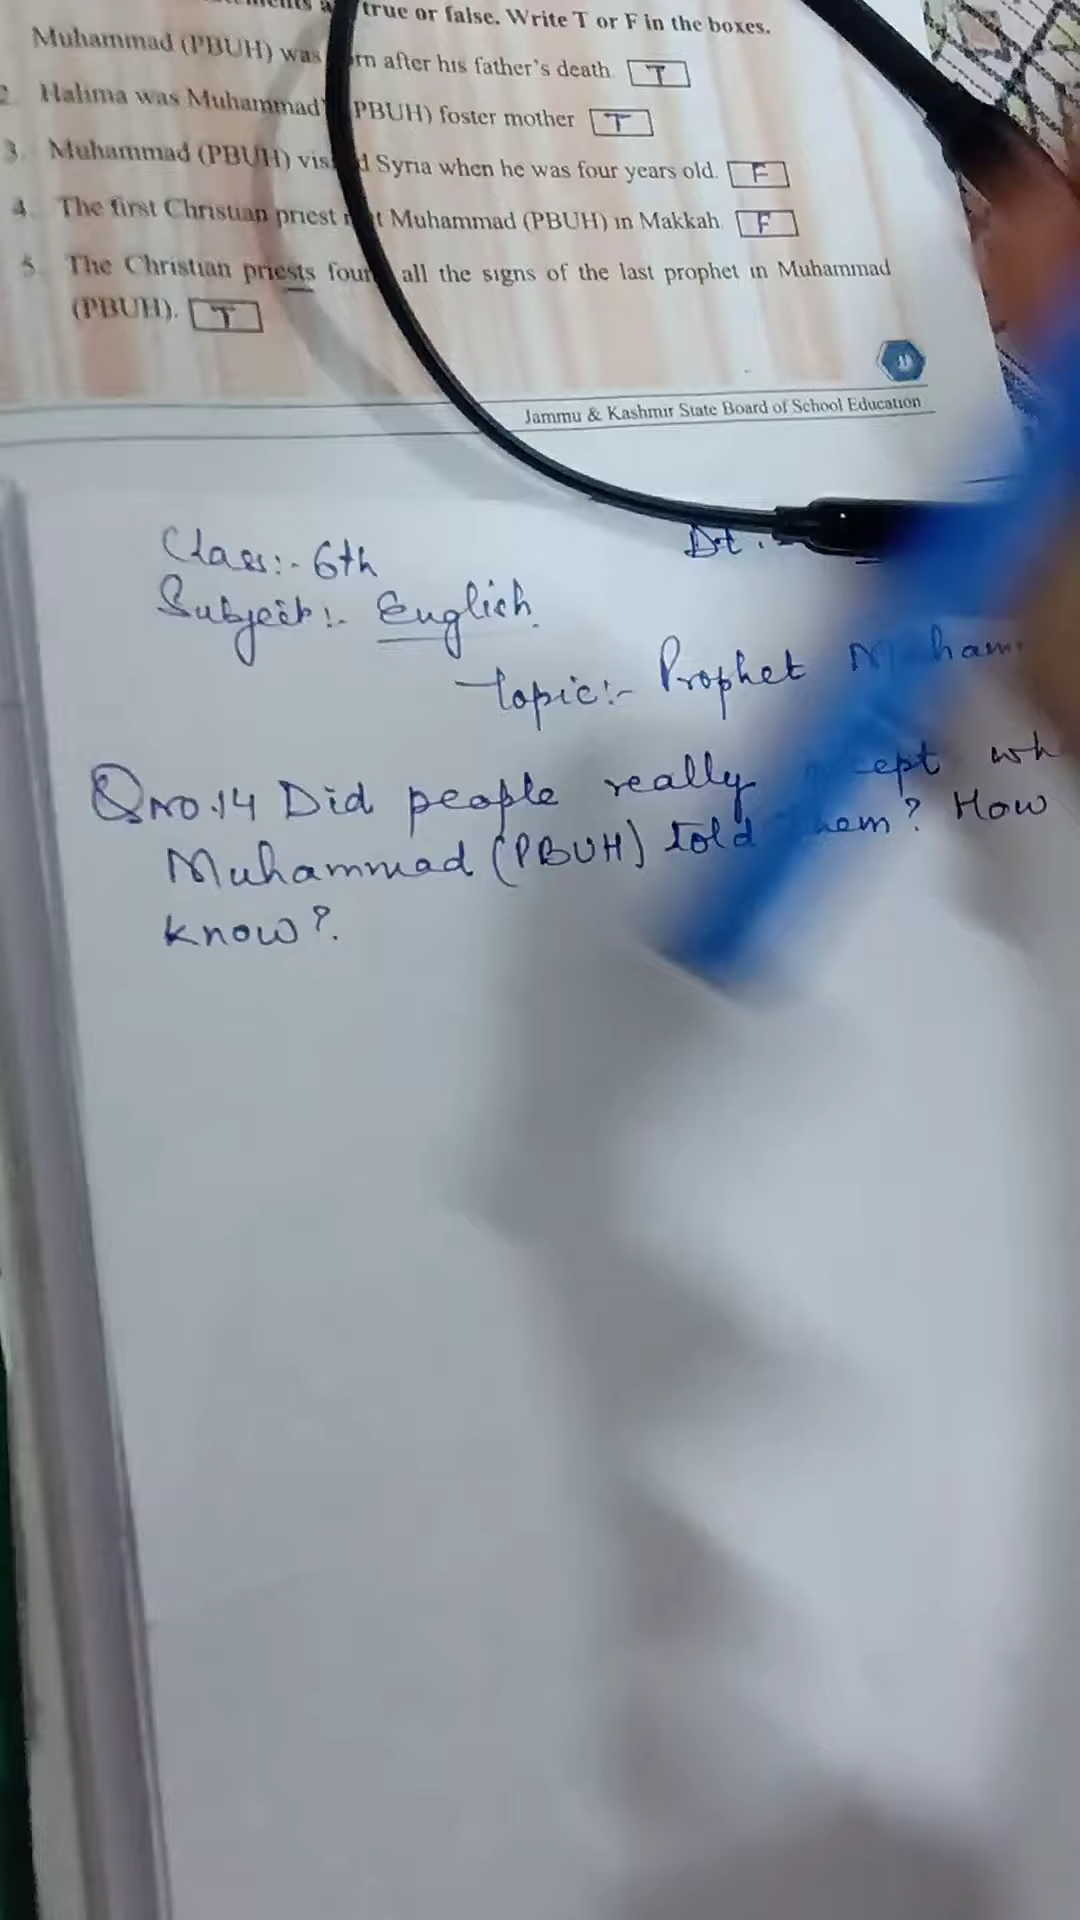 true or false. Write T or F in the boxes.
Muhammad (PBUH) was rn after his father's death T
2. Halima was Muhammad' PBUH) foster mother T
3. Muhammad (PBUH) vis d Syria when he was four years old. F
4. The first Christian priest t Muhammad (PBUH) in Makkah F
5. The Christian priests foun all the signs of the last prophet in Muhammad
(PBUH). T
Jammu & Kashmir State Board of School Education
Class:- 6th
Dt.
Subject:- English.
Topic:- Prophet
QNO.14 Did people really
Muhammad (PBUH) told ? How
know?.